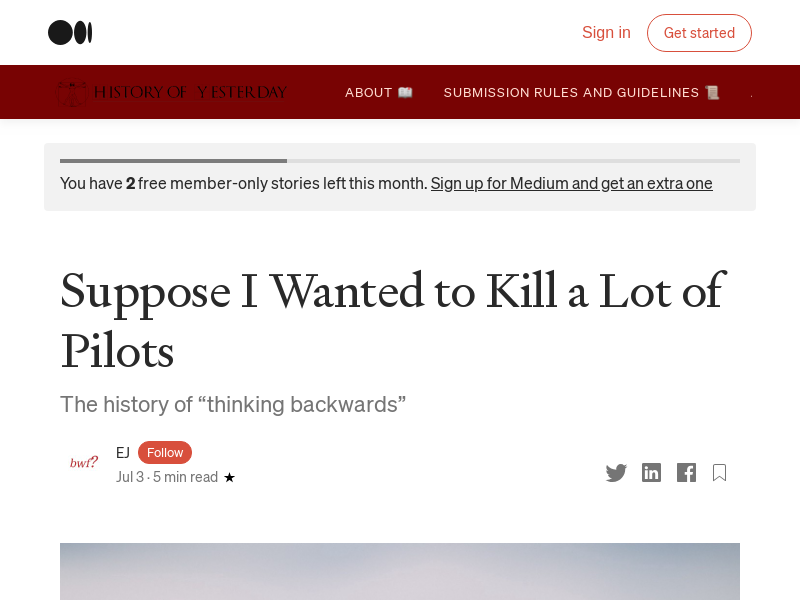 Sign in
Get started
HISTORY OF YESTERDAY
ABOUT 📖
SUBMISSION RULES AND GUIDELINES 📜
You have 2 free member-only stories left this month. Sign up for Medium and get an extra one
Suppose I Wanted to Kill a Lot of
Pilots
The history of “thinking backwards”
bwf?
EJ
Follow
Jul 3 · 5 min read ★